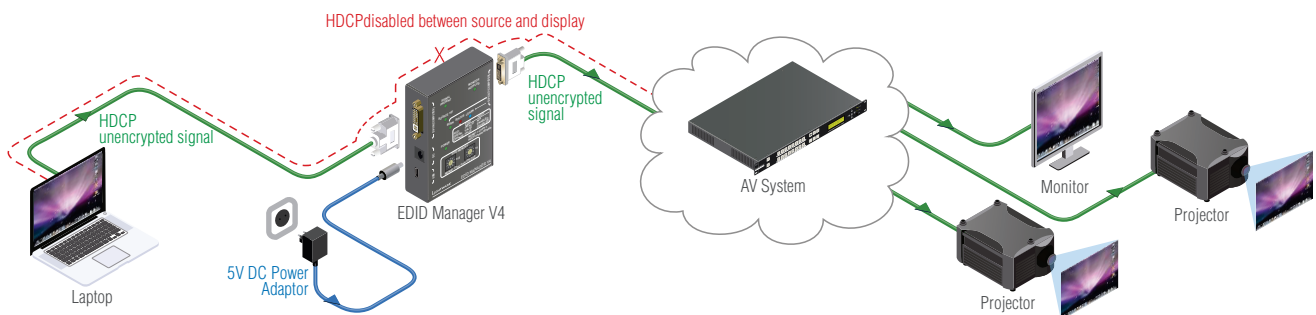 HDCPdisabled between source and display
X
HDCP
unencrypted signal
HDCP
unencrypted
signal
EDID Manager V4
5V DC Power
Adaptor
Laptop
AV System
Monitor
Projector
Projector